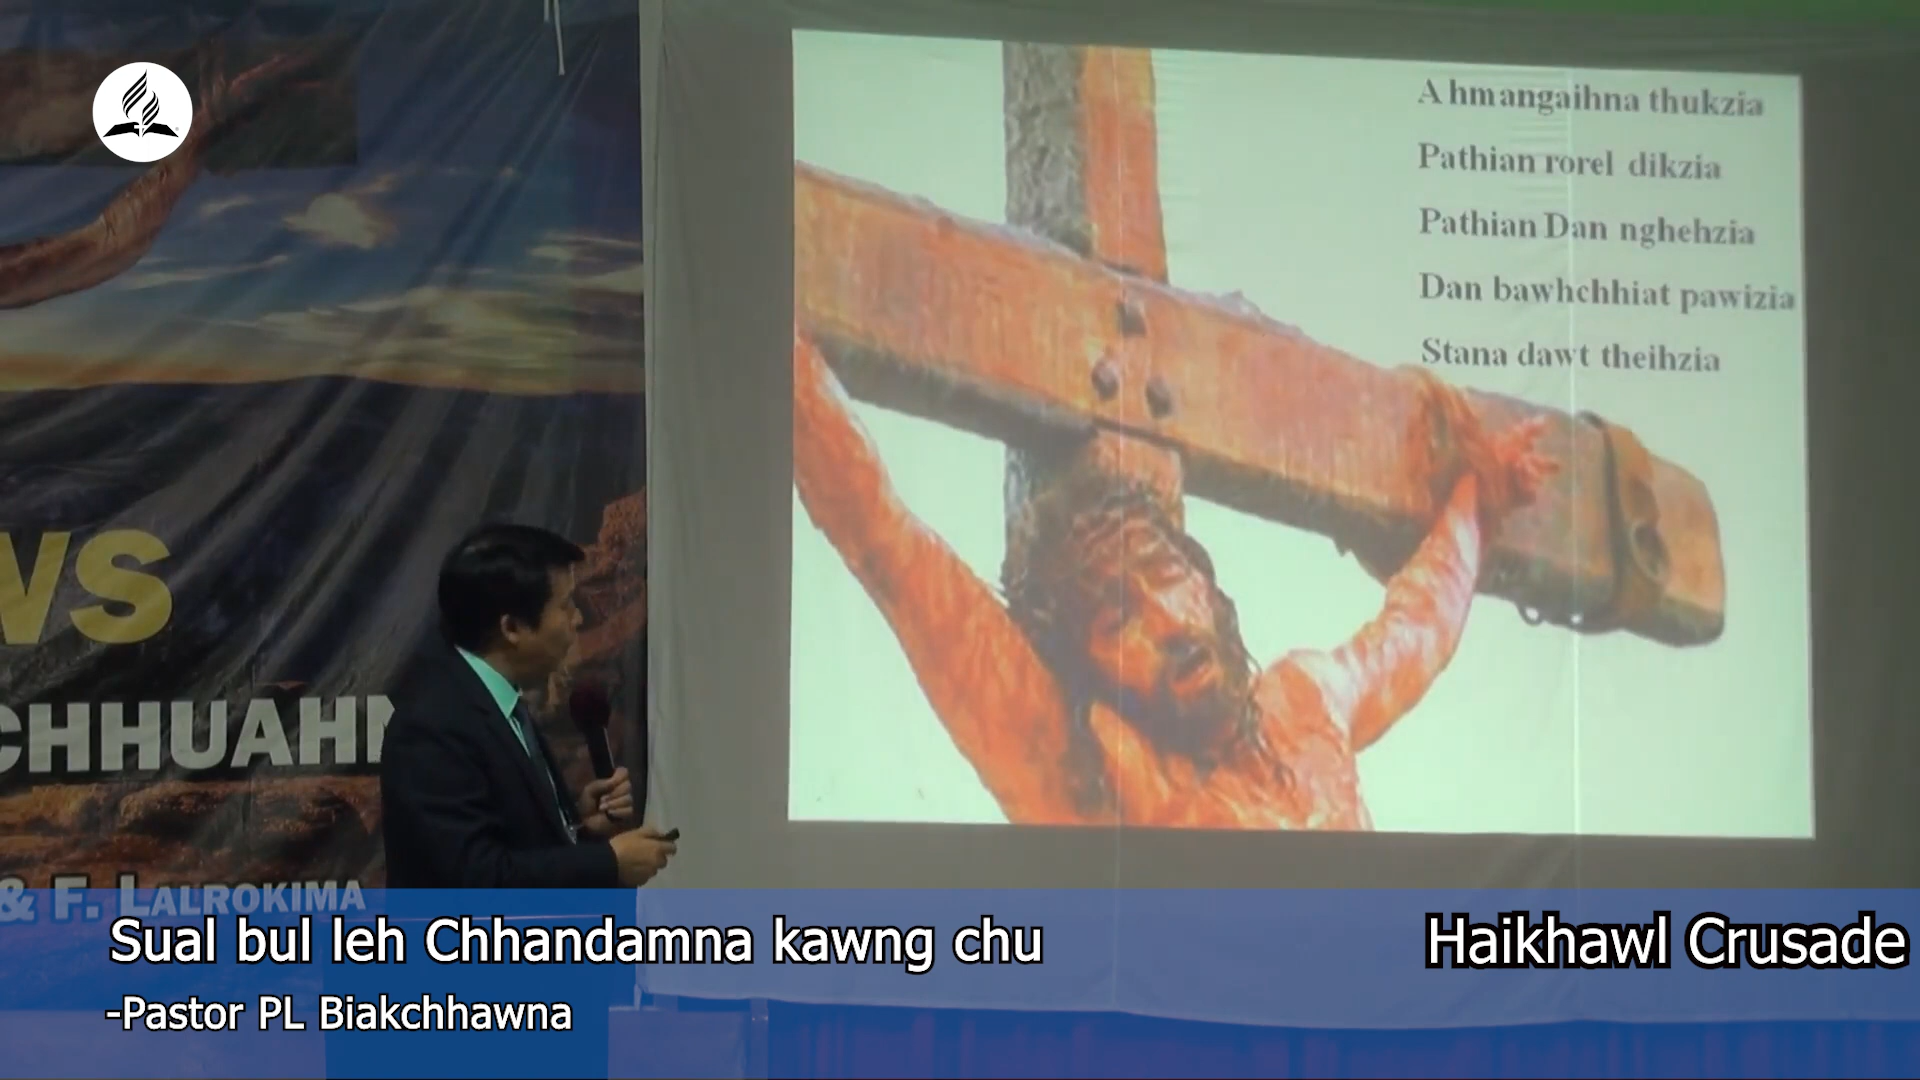 A hmangaihna thukzia
Pathian rorel dikzia
Pathian Dan nghehzia
Dan bawhchhiat pawizia
Stana dawt theihzia
WS
CHHUAHN
& F. LALROKIMA
Sual bul leh Chhandamna kawng chu
Haikhawl Crusade
-Pastor PL Biakchhawna